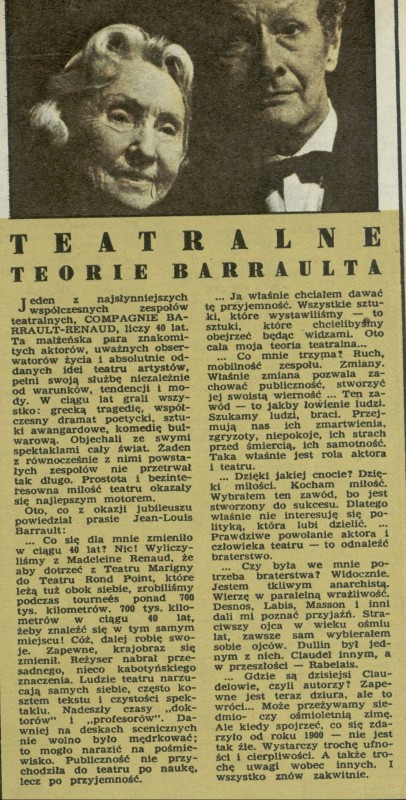 TEATRALNE
TEORIE BARRAULTA
Jeden z najsłynniejszych
współczesnych zespołów
teatralnych, COMPAGNIE BA-
RRAULT-RENAUD, liczy 40 lat.
Ta małżeńska para znakomi-
tych aktorów, uważnych obser-
watorów życia i absolutnie od-
danych idei teatru artystów,
pełni swoją służbę niezależnie
od warunków, tendencji i mo-
dy. W ciągu lat grali wszy-
stko: grecką tragedię, współ-
czesny dramat poetycki, sztu-
ki awangardowe, komedię bul-
warową. Objechali ze swymi
spektaklami cały świat. Żaden
z równocześnie z nimi powsta-
łych zespołów nie przetrwał
tak długo. Prostota i bezinte-
resowna miłość teatru okazały
się najlepszym motorem.
Oto, co z okazji jubileuszu
powiedział prasie Jean-Louis
Barrault:
... Co się dla mnie zmieniło
w ciągu 40 lat? Nic! Wyliczy-
liśmy z Madeleine Renaud, że
aby dotrzeć z Teatru Marigny
do Teatru Rond Point, które
leżą tuż obok siebie, zrobiliśmy
podczas tourneés ponad 700
tys. kilometrów. 700 tys. kilo-
metrów w ciągu 40 lat,
żeby znaleźć się w tym samym
miejscu! Cóż, dalej robię swo-
je. Zapewne, krajobraz się
zmienił. Reżyser nabrał prze-
sadnego, nieco kabotyńskiego
znaczenia. Ludzie teatru narzu-
cają samych siebie, często ko-
sztem tekstu i czystości spek-
taklu. Nadeszły czasy „dok-
torów” i „profesorów”. Da-
wniej na deskach scenicznych
nie wolno było mędrkować;
to mogło narazić na pośmie-
wisko. Publiczność nie przy-
chodziła do teatru po naukę,
lecz po przyjemność.
... Ja właśnie chciałem dawać
tę przyjemność. Wszystkie sztu-
ki, które wystawiliśmy — to
sztuki, które chcielibyśmy
obejrzeć będąc widzami. Oto
cała moja teoria teatralna...
... Co mnie trzyma? Ruch,
mobilność zespołu. Zmiany.
Właśnie zmiana pozwala za-
chować publiczność, stworzyć
jej swoistą wierność ... Ten za-
wód — to jakby łowienie ludzi.
Szukamy ludzi, braci. Przej-
mują nas ich zmartwienia,
zgryzoty, niepokoje, ich strach
przed śmiercią, ich samotność.
Taka właśnie jest rola aktora
i teatru.
... Dzięki jakiej cnocie? Dzię-
ki miłości. Kocham miłość.
Wybrałem ten zawód, bo jest
stworzony do sukcesu. Dlatego
właśnie nie interesuję się po-
lityką, która lubi dzielić. ...
Prawdziwe powołanie aktora i
człowieka teatru — to odnaleźć
braterstwo.
... Czy była we mnie po-
trzeba braterstwa? Widocznie.
Jestem tkliwym anarchistą.
Wierzę w paralelną wrażliwość.
Desnos, Labis, Masson i inni
dali mi poznać przyjaźń. Stra-
ciwszy ojca w wieku ośmiu
lat, zawsze sam wybierałem
sobie ojców. Dullin był jed-
nym z nich. Claudel innym, a
w przeszłości — Rabelais.
... Gdzie są dzisiejsi Clau-
delowie, czyli autorzy? Zape-
wne jest teraz dziura, ale to
wróci... Może przeżywamy sie-
dmio- czy ośmioletnią zimę.
Ale kiedy spojrzeć, co się zda-
rzyło od roku 1900 — nie jest
tak źle. Wystarczy trochę ufno-
ści i cierpliwości. A także tro-
chę uwagi wobec innych. I
wszystko znów zakwitnie.